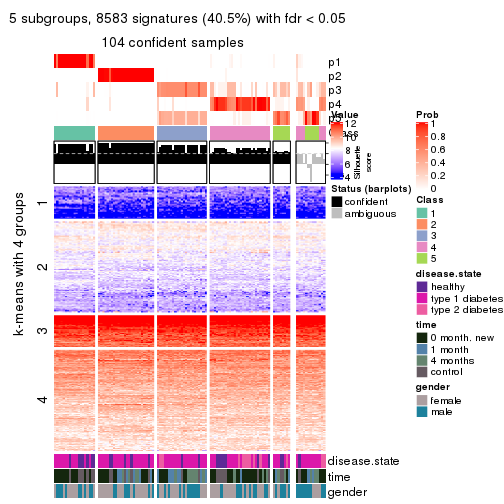 5 subgroups, 8583 signatures (40.5%) with fdr < 0.05
104 confident samples
p1
p2
p3
p4
p5
Class
k-means with 4 groups
1
2
3
4
Value
12
10
8
6
4
Silhouette
score
Status (barplots)
confident
ambiguous
Prob
1
0.8
0.6
0.4
0.2
0
Class
1
2
3
4
5
disease.state
healthy
type 1 diabetes
type 2 diabetes
time
0 month. new
1 month
4 months
control
gender
female
male
disease.state
time
gender